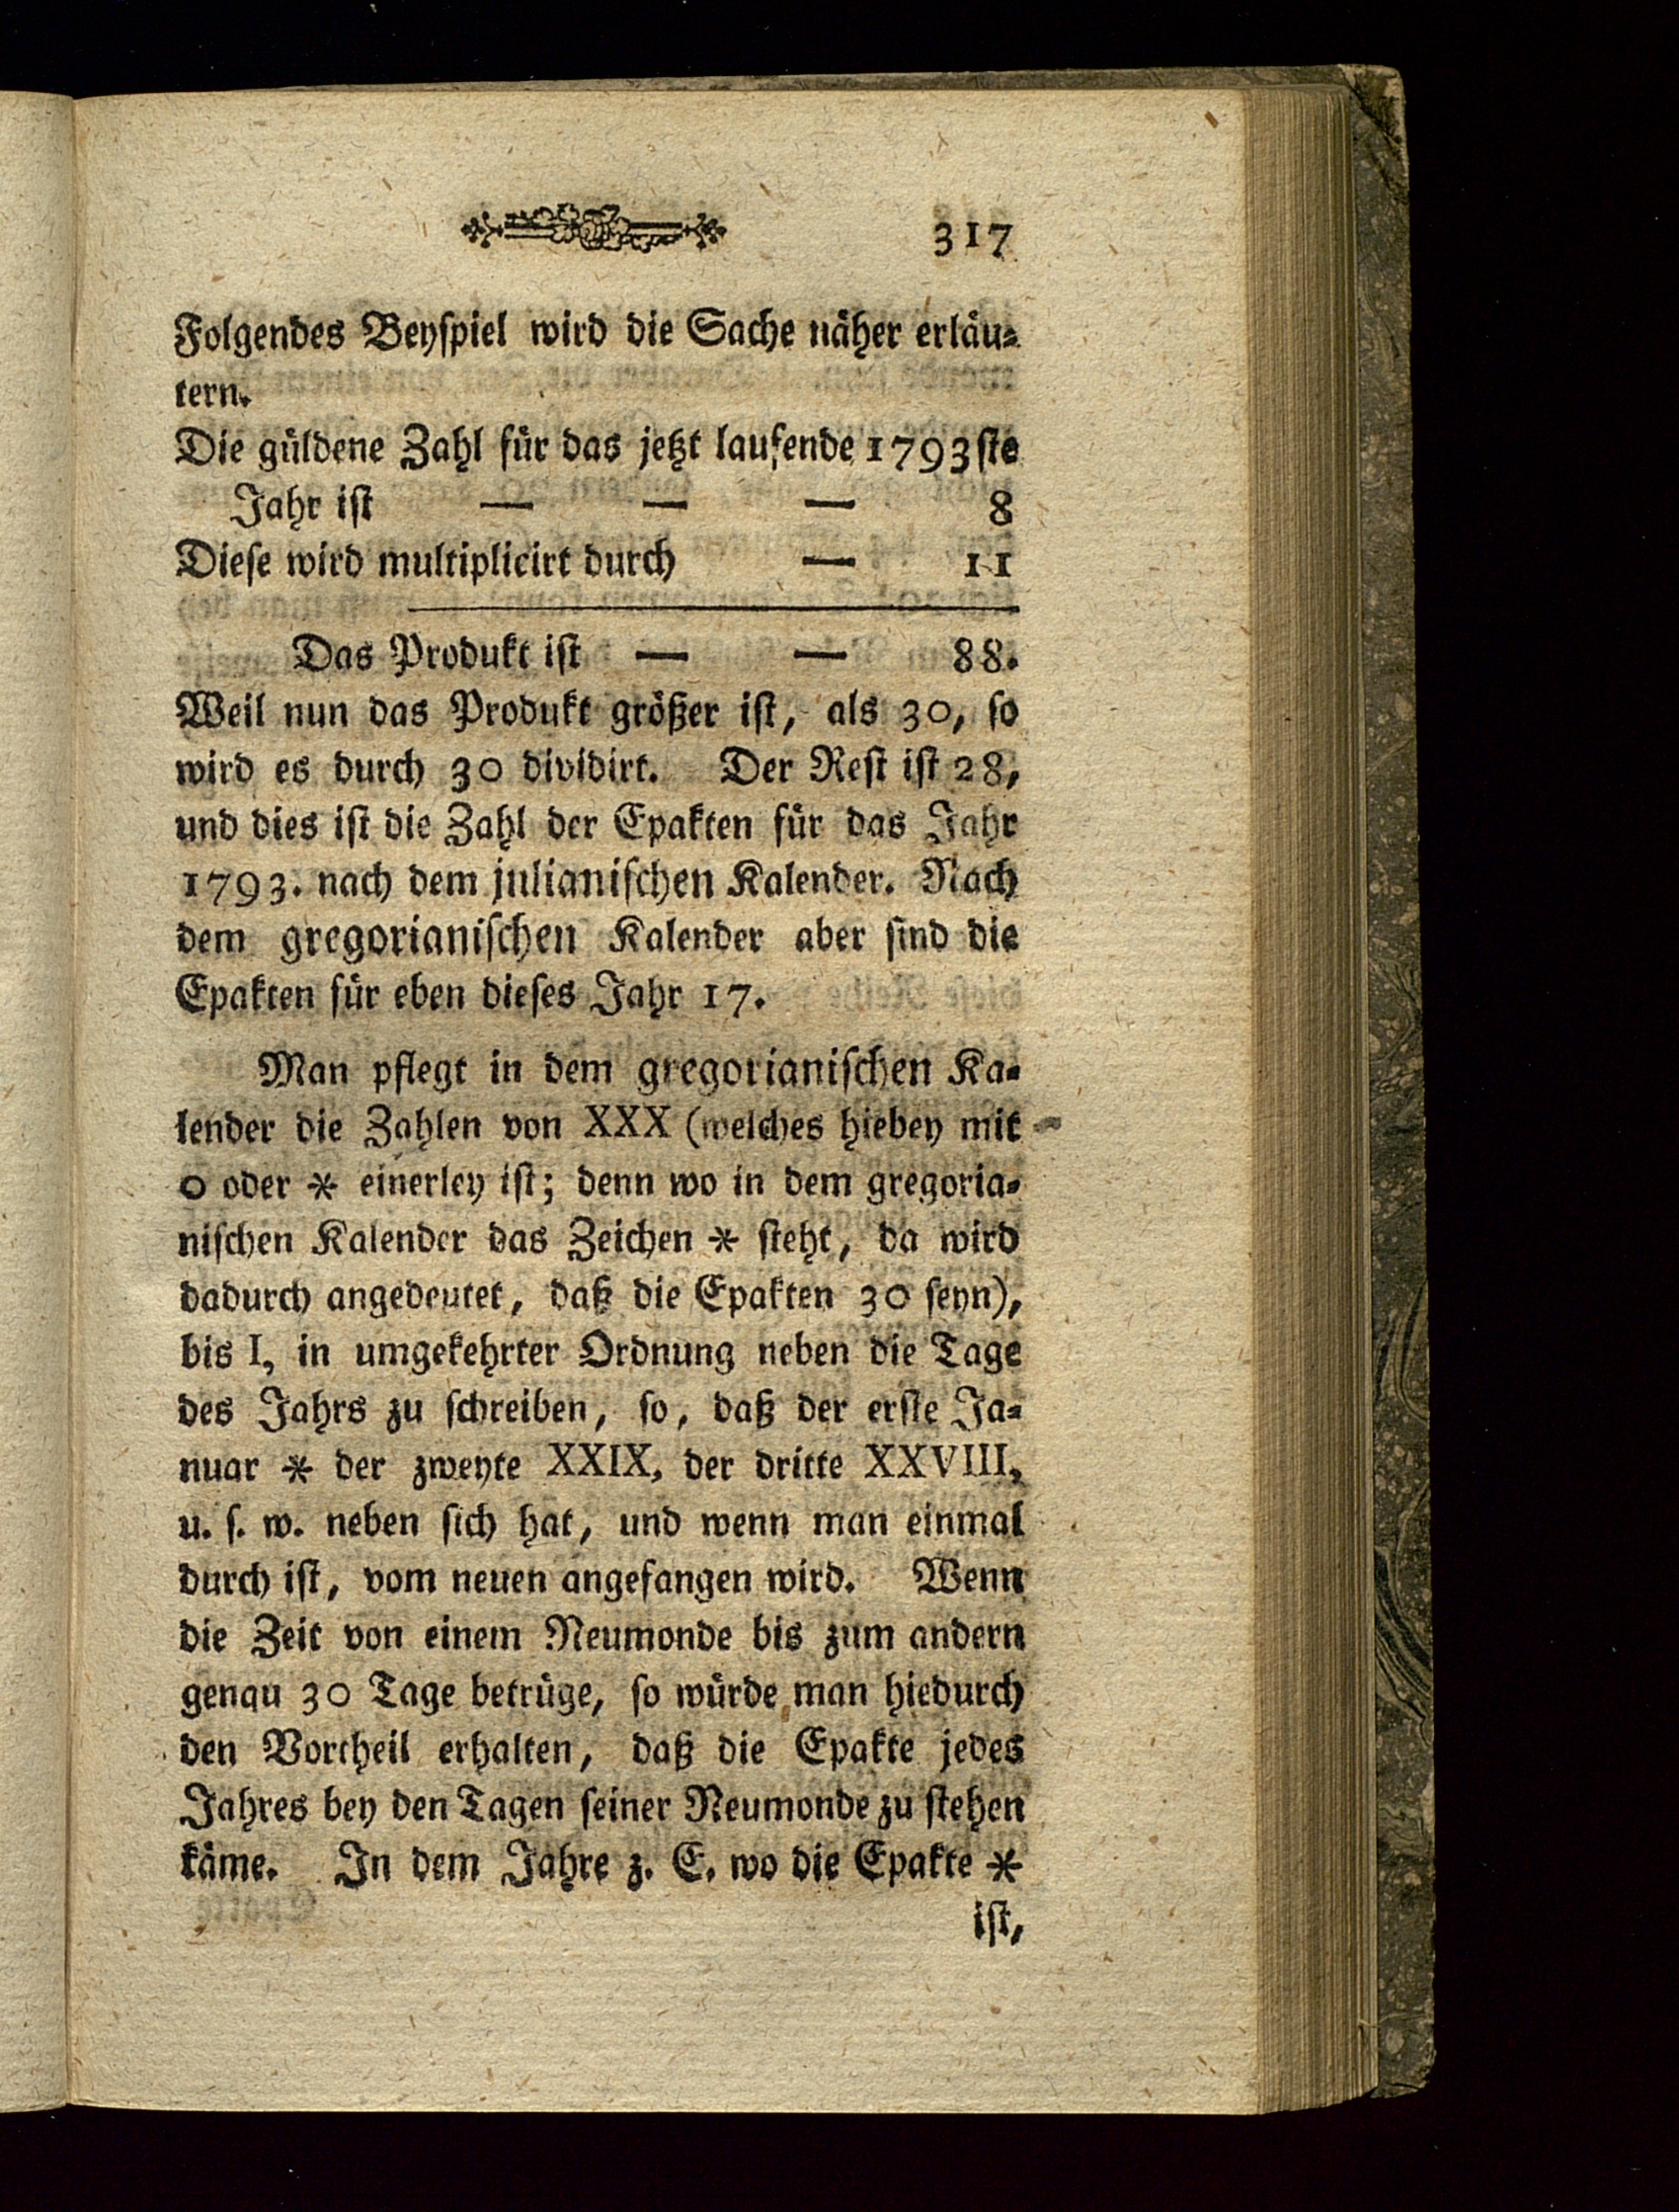 317
Folgendes Beyſpiel wird die Sache näher erläu⸗
tern.
Die güldene Zahl für das jetzt laufende 1793ſte
Jahr iſt — — — 8
Dieſe wird multiplicirt durch — 11
Das Produkt iſt — — 88.
Weil nun das Produkt größer iſt, als 30, ſo
wird es durch 30 dividirt. Der Reſt iſt 28,
und dies iſt die Zahl der Epakten für das Jahr
1793. nach dem julianiſchen Kalender. Nach
dem gregorianiſchen Kalender aber ſind die
Epakten für eben dieſes Jahr 17.
Man pflegt in dem gregorianiſchen Ka⸗
lender die Zahlen von XXX (welches hiebey mit
0 oder * einerley iſt; denn wo in dem gregoria⸗
niſchen Kalender das Zeichen * ſteht, da wird
dadurch angedeutet, daß die Epakten 30 ſeyn),
bis I, in umgekehrter Ordnung neben die Tage
des Jahrs zu ſchreiben, ſo, daß der erſte Ja⸗
nuar * der zweyte XXIX, der dritte XXVIII,
u. ſ. w. neben ſich hat, und wenn man einmal
durch iſt, vom neuen angefangen wird. Wenn
die Zeit von einem Neumonde bis zum andern
genau 30 Tage betrüge, ſo würde man hiedurch
den Vortheil erhalten, daß die Epakte jedes
Jahres bey den Tagen ſeiner Neumonde zu ſtehen
käme. In dem Jahre z. E. wo die Epakte *
iſt,